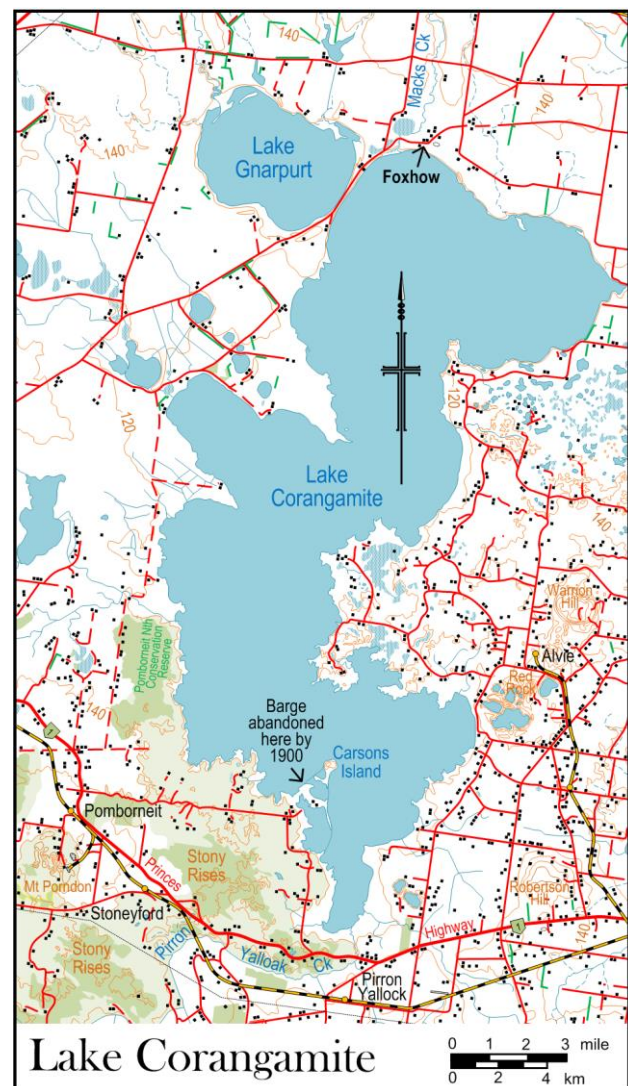 140
140
Macks Ck
Lake
Gnarpurt
Foxhow
120
120
Lake
Corangamite
140
Warrion
Hill
Alvie
Pomborneit Nth
Conservation
Reserve
Red
Rock
140
Barge
abandoned
here by
1900
Carsons
Island
1
Pomborneit
Princes
Stony
Rises
Mt Porndon
Robertson
Hill
Stoneyford
Highway
1
140
Pirron
Yalloak
Ck
Stony
Rises
Pirron
Yallock
Lake Corangamite
0 1 2 3 mile
0 2 4 km